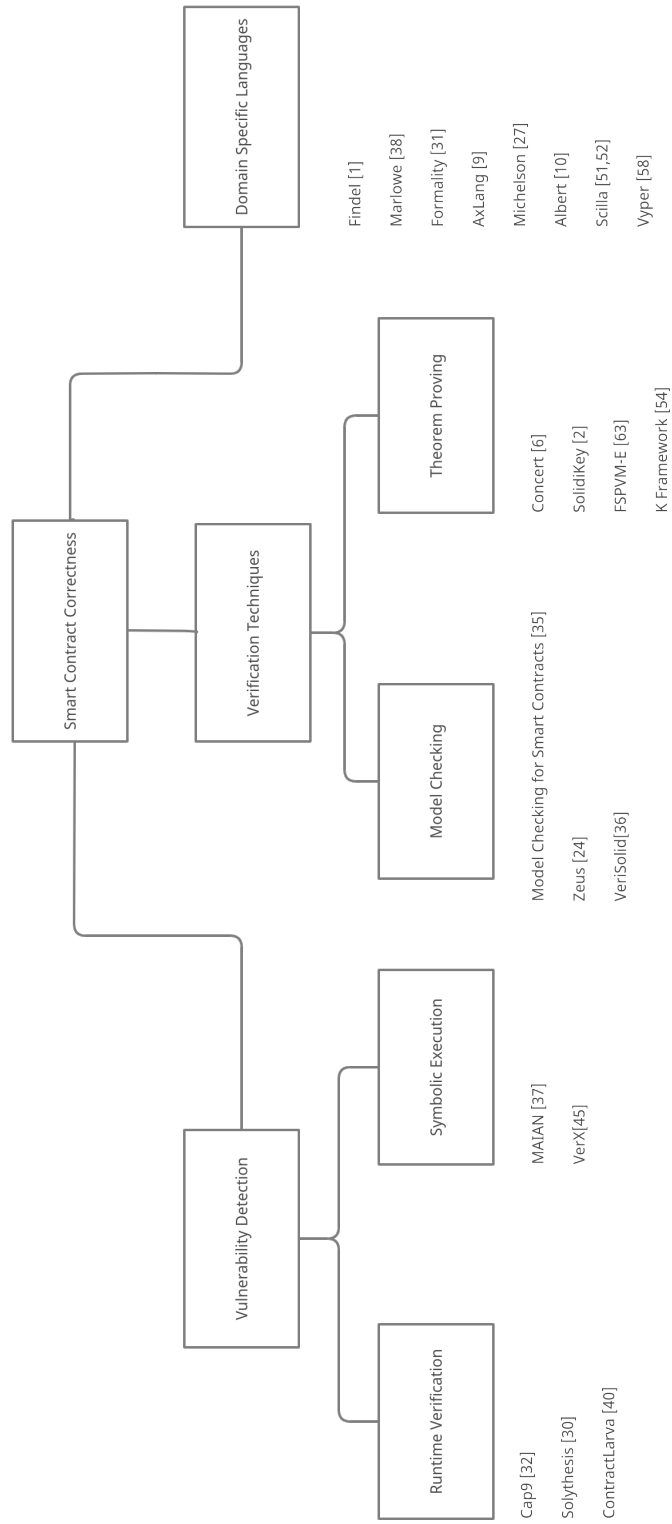 Smart Contract Correctness
Vulnerability Detection
Verification Techniques
Domain Specific Languages
Runtime Verification
Symbolic Execution
Model Checking
Theorem Proving
Cap9 [32]
Solythesis [30]
ContractLarva [40]
MAIAN [37]
VerX[45]
Model Checking for Smart Contracts [35]
Zeus [24]
VeriSolid[36]
Concert [6]
SolidiKey [2]
FSPVM-E [63]
K Framework [54]
Findel [1]
Marlowe [38]
Formality [31]
AxLang [9]
Michelson [27]
Albert [10]
Scilla [51,52]
Vyper [58]